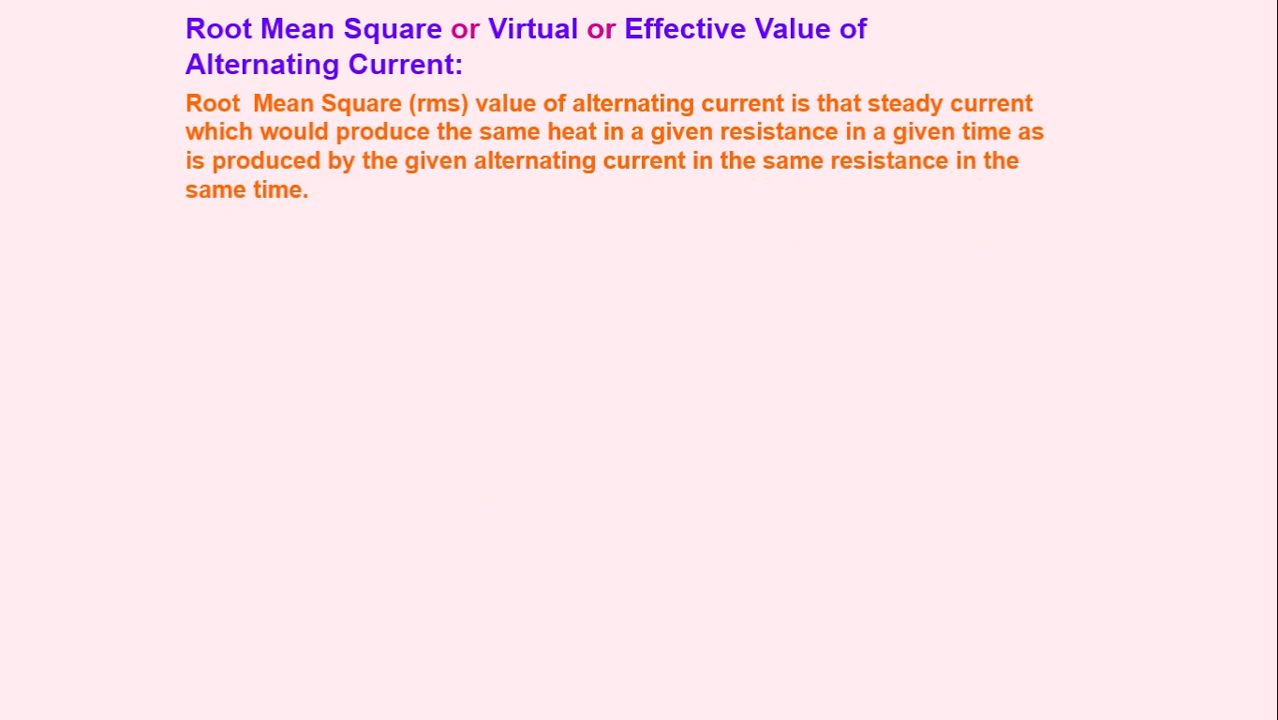 Root Mean Square or Virtual or Effective Value of
Alternating Current:
Root  Mean Square (rms) value of alternating current is that steady current
which would produce the same heat in a given resistance in a given time as
is produced by the given alternating current in the same resistance in the
same time.